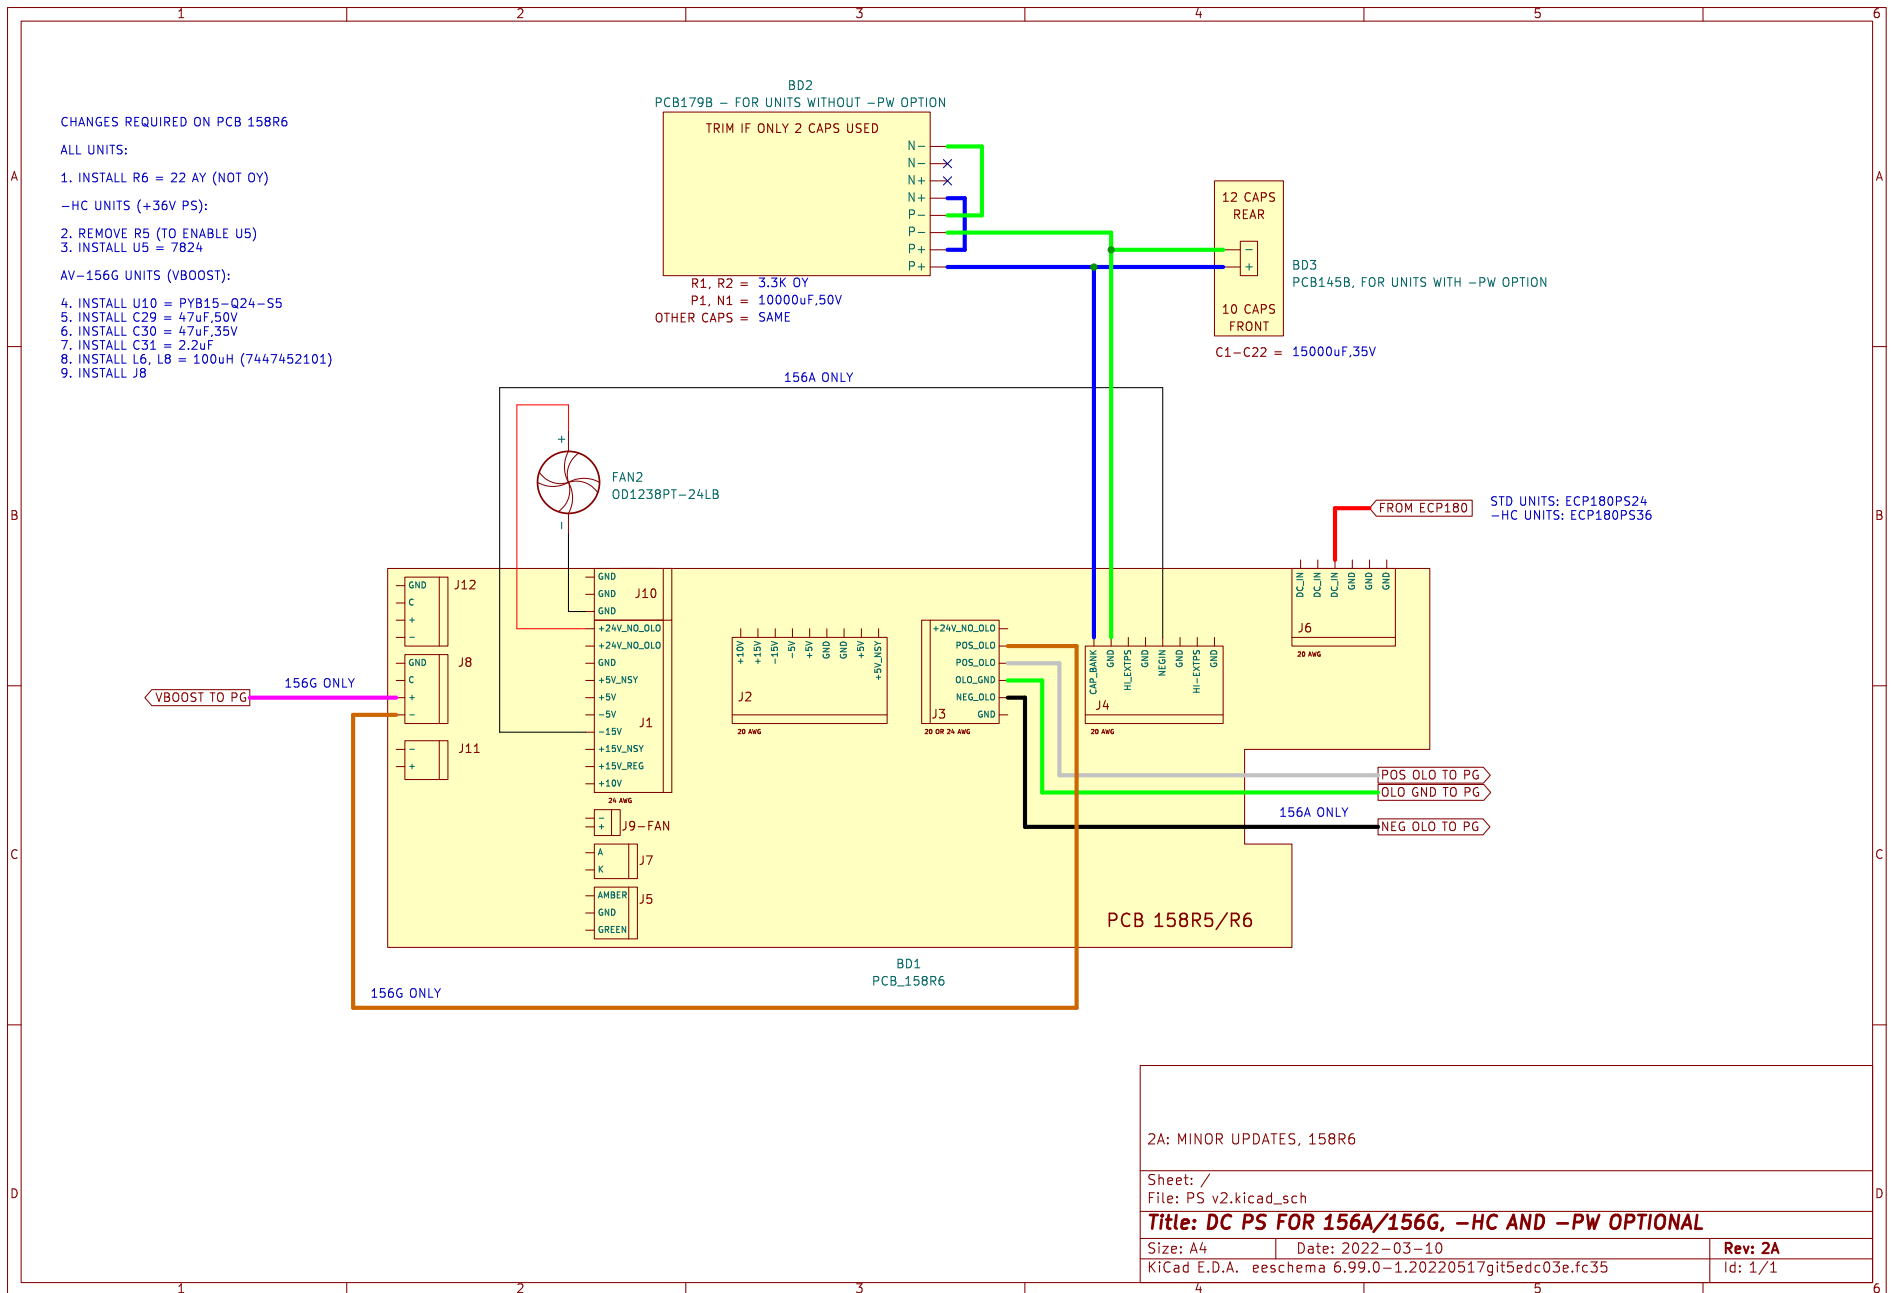 1 2 3 4 5 6
BD2
PCB179B - FOR UNITS WITHOUT -PW OPTION
TRIM IF ONLY 2 CAPS USED
N-
N-
N+
N+
P-
P-
P+
P+
R1, R2 = 3.3K OY
P1, N1 = 10000uF,50V
OTHER CAPS = SAME
CHANGES REQUIRED ON PCB 158R6
ALL UNITS:
1. INSTALL R6 = 22 AY (NOT OY)
-HC UNITS (+36V PS):
2. REMOVE R5 (TO ENABLE U5)
3. INSTALL U5 = 7824
AV-156G UNITS (VBOOST):
4. INSTALL U10 = PYB15-Q24-S5
5. INSTALL C29 = 47uF,50V
6. INSTALL C30 = 47uF,35V
7. INSTALL C31 = 2.2uF
8. INSTALL L6, L8 = 100uH (7447452101)
9. INSTALL J8
A
A
12 CAPS
REAR
-
+
10 CAPS
FRONT
BD3
PCB145B, FOR UNITS WITH -PW OPTION
C1-C22 = 15000uF,35V
156A ONLY
+
-
FAN2
OD1238PT-24LB
B
B
FROM ECP180
STD UNITS: ECP180PS24
-HC UNITS: ECP180PS36
J12
GND
C
+
-
J8
GND
C
+
-
J11
-
+
156G ONLY
VBOOST TO PG
J10
GND
GND
GND
J1
+24V_NO_OLO
+24V_NO_OLO
GND
+5V_NSY
+5V
-5V
-15V
+15V_NSY
+15V_REG
+10V
24 AWG
J9-FAN
-
+
J7
A
K
J5
AMBER
GND
GREEN
J2
+10V
+15V
-15V
-5V
+5V
GND
GND
+5V
+5V_NSY
20 AWG
J3
+24V_NO_OLO
POS_OLO
POS_OLO
OLO_GND
NEG_OLO
GND
20 OR 24 AWG
J4
CAP_BANK
GND
HI_EXTPS
GND
NEGIN
GND
HI-EXTPS
GND
20 AWG
J6
DC_IN
DC_IN
DC_IN
GND
GND
GND
20 AWG
POS OLO TO PG
OLO GND TO PG
156A ONLY
NEG OLO TO PG
C
C
PCB 158R5/R6
BD1
PCB_158R6
156G ONLY
D
D
2A: MINOR UPDATES, 158R6
Sheet: /
File: PS v2.kicad_sch
Title: DC PS FOR 156A/156G, -HC AND -PW OPTIONAL
Size: A4
Date: 2022-03-10
Rev: 2A
KiCad E.D.A. eeschema 6.99.0-1.20220517git5edc03e.fc35
Id: 1/1
1 2 3 4 5 6